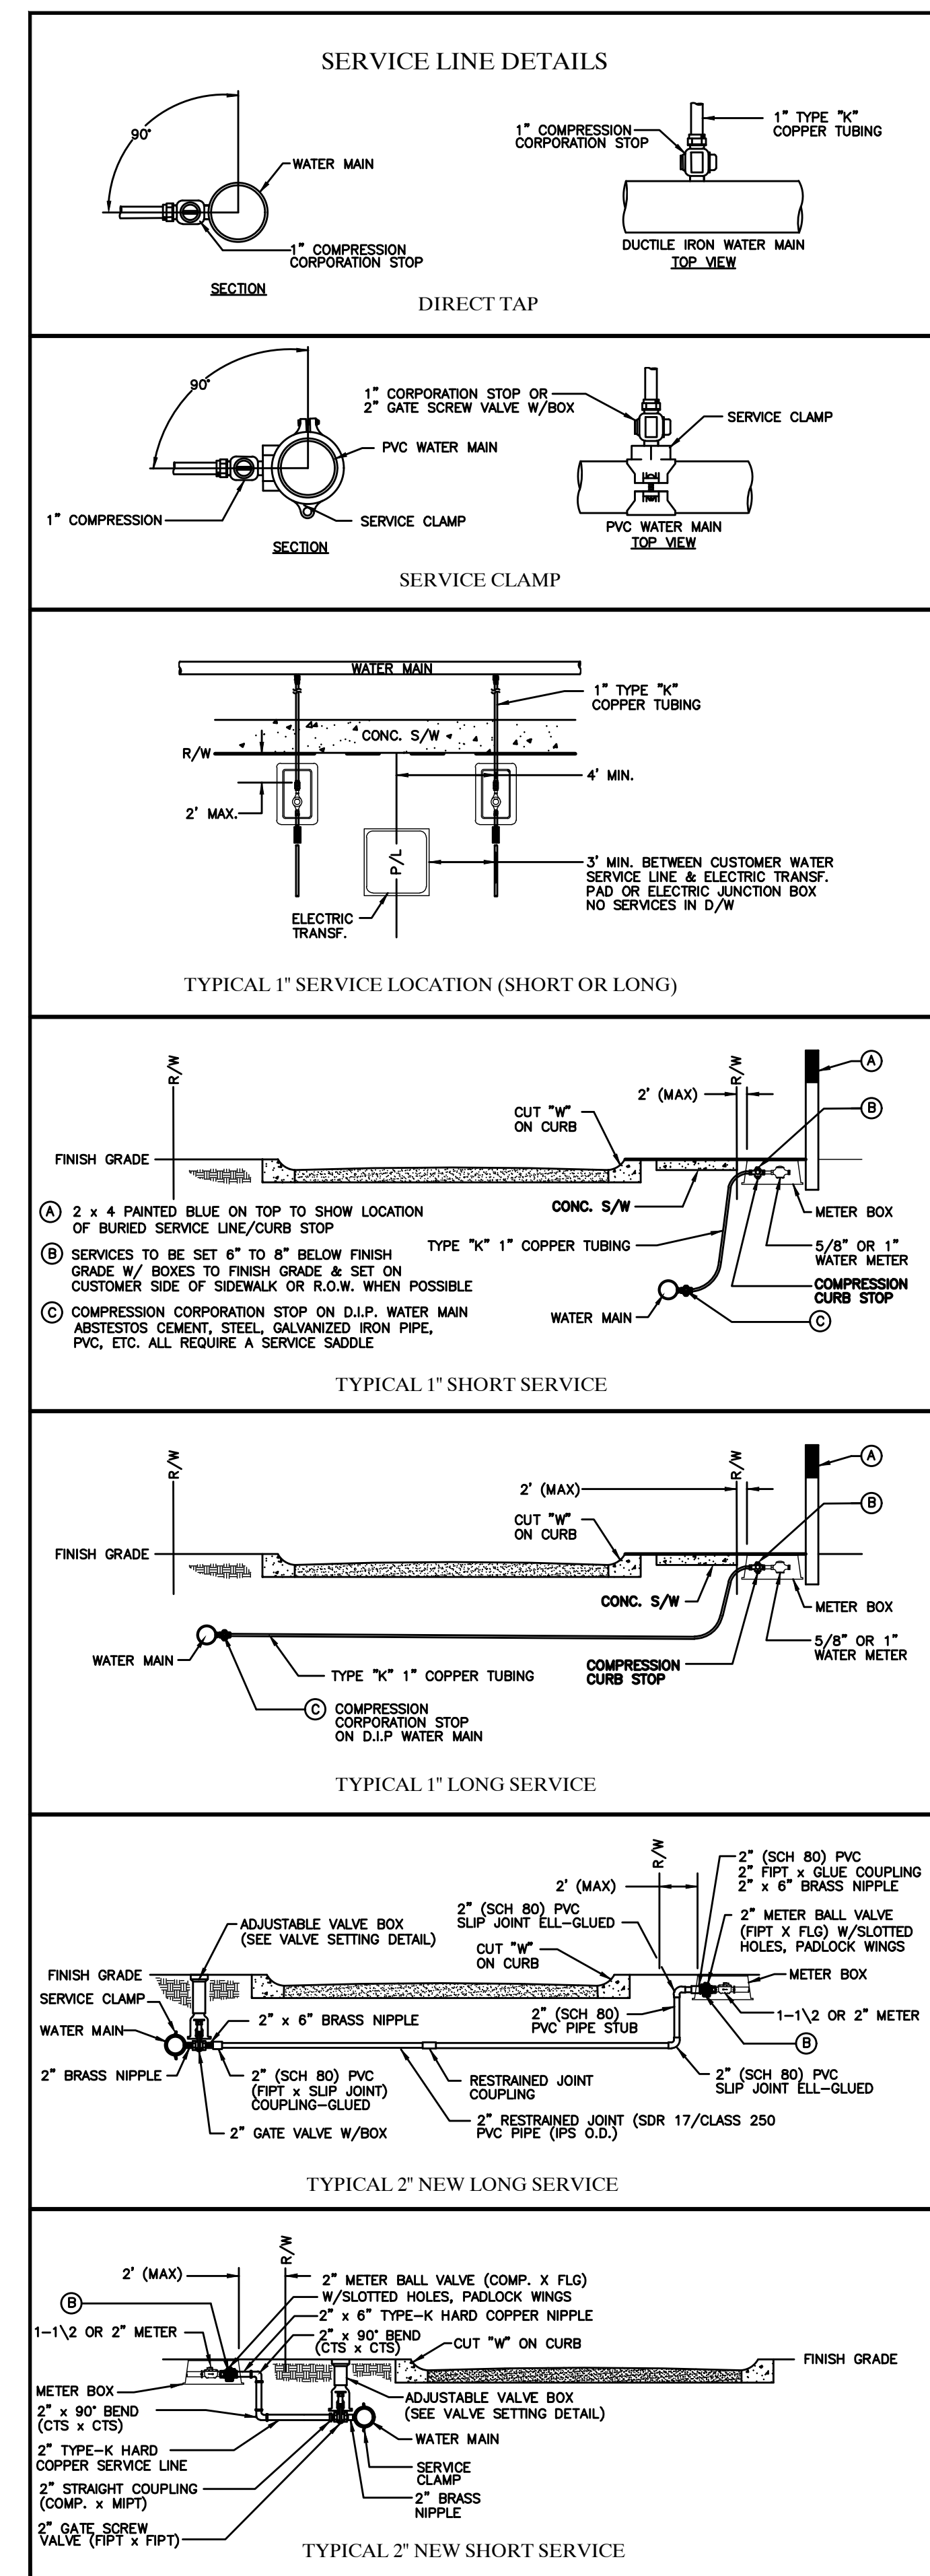 SERVICE LINE DETAILS
90°
WATER MAIN
1" COMPRESSION
CORPORATION STOP
SECTION
1" COMPRESSION
CORPORATION STOP
1" TYPE "K"
COPPER TUBING
DUCTILE IRON WATER MAIN
TOP VIEW
DIRECT TAP
90°
1" CORPORATION STOP OR
2" GATE SCREW VALVE W/BOX
PVC WATER MAIN
SERVICE CLAMP
1" COMPRESSION
SERVICE CLAMP
SECTION
PVC WATER MAIN
TOP VIEW
SERVICE CLAMP
WATER MAIN
1" TYPE "K"
COPPER TUBING
CONC. S/W
R/W
4' MIN.
2' MAX.
P/L
3' MIN. BETWEEN CUSTOMER WATER
SERVICE LINE & ELECTRIC TRANSF.
PAD OR ELECTRIC JUNCTION BOX
NO SERVICES IN D/W
ELECTRIC
TRANSF.
TYPICAL 1" SERVICE LOCATION (SHORT OR LONG)
R/W
R/W
A
2' (MAX)
B
CUT "W"
ON CURB
FINISH GRADE
CONC. S/W
METER BOX
A 2 x 4 PAINTED BLUE ON TOP TO SHOW LOCATION
OF BURIED SERVICE LINE/CURB STOP
TYPE "K" 1" COPPER TUBING
5/8" OR 1"
WATER METER
B SERVICES TO BE SET 6" TO 8" BELOW FINISH
GRADE W/ BOXES TO FINISH GRADE & SET ON
CUSTOMER SIDE OF SIDEWALK OR R.O.W. WHEN POSSIBLE
COMPRESSION
CURB STOP
C COMPRESSION CORPORATION STOP ON D.I.P. WATER MAIN
ABSTESTOS CEMENT, STEEL, GALVANIZED IRON PIPE,
PVC, ETC. ALL REQUIRE A SERVICE SADDLE
WATER MAIN
C
TYPICAL 1" SHORT SERVICE
R/W
R/W
A
2' (MAX)
B
CUT "W"
ON CURB
FINISH GRADE
CONC. S/W
METER BOX
WATER MAIN
TYPE "K" 1" COPPER TUBING
COMPRESSION
CURB STOP
5/8" OR 1"
WATER METER
C COMPRESSION
CORPORATION STOP
ON D.I.P WATER MAIN
TYPICAL 1" LONG SERVICE
R/W
2" (SCH 80) PVC
2" FIPT x GLUE COUPLING
2" x 6" BRASS NIPPLE
2' (MAX)
2" (SCH 80) PVC
SLIP JOINT ELL-GLUED
2" METER BALL VALVE
(FIPT X FLG) W/SLOTTED
HOLES, PADLOCK WINGS
ADJUSTABLE VALVE BOX
(SEE VALVE SETTING DETAIL)
CUT "W"
ON CURB
FINISH GRADE
METER BOX
SERVICE CLAMP
2" x 6" BRASS NIPPLE
2" (SCH 80)
PVC PIPE STUB
1-1\2 OR 2" METER
WATER MAIN
B
2" BRASS NIPPLE
2" (SCH 80) PVC
(FIPT x SLIP JOINT)
COUPLING-GLUED
RESTRAINED JOINT
COUPLING
2" (SCH 80) PVC
SLIP JOINT ELL-GLUED
2" GATE VALVE W/BOX
2" RESTRAINED JOINT (SDR 17/CLASS 250
PVC PIPE (IPS O.D.)
TYPICAL 2" NEW LONG SERVICE
R/W
2' (MAX)
2" METER BALL VALVE (COMP. X FLG)
W/SLOTTED HOLES, PADLOCK WINGS
B
2" x 6" TYPE-K HARD COPPER NIPPLE
1-1\2 OR 2" METER
2" x 90° BEND
(CTS x CTS)
CUT "W" ON CURB
FINISH GRADE
METER BOX
ADJUSTABLE VALVE BOX
(SEE VALVE SETTING DETAIL)
2" x 90° BEND
(CTS x CTS)
WATER MAIN
2" TYPE-K HARD
COPPER SERVICE LINE
SERVICE
CLAMP
2" STRAIGHT COUPLING
(COMP. x MIPT)
2" BRASS
NIPPLE
2" GATE SCREW
VALVE (FIPT x FIPT)
TYPICAL 2" NEW SHORT SERVICE